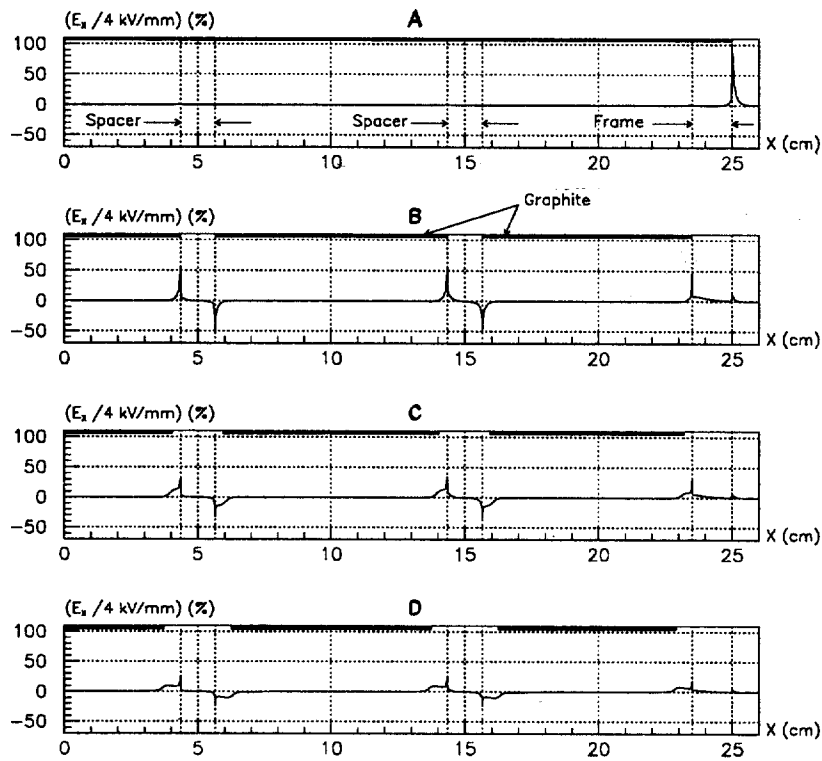 (Ex /4 kV/mm) (%) A
100
50
0
-50
Spacer Spacer Frame
X (cm)
0 5 10 15 20 25
(Ex /4 kV/mm) (%) B
Graphite
100
50
0
-50
X (cm)
0 5 10 15 20 25
(Ex /4 kV/mm) (%) C
100
50
0
-50
X (cm)
0 5 10 15 20 25
(Ex /4 kV/mm) (%) D
100
50
0
-50
X (cm)
0 5 10 15 20 25